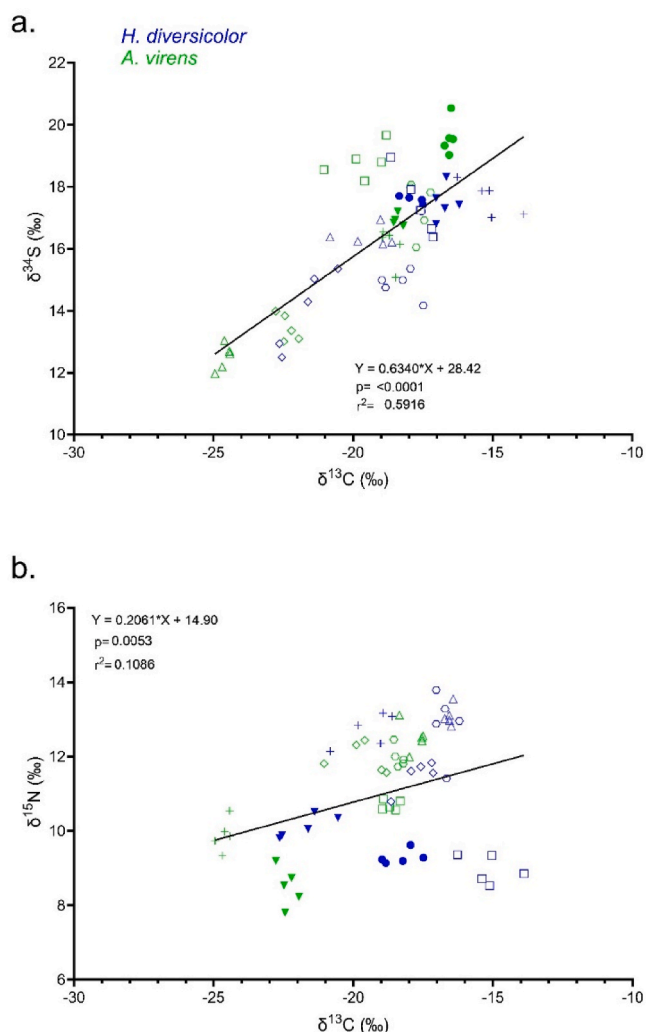 a.
H. diversicolor
A. virens
22
20
18
16
14
12
10
δ³⁴S (‰)
Y = 0.6340*X + 28.42
p= <0.0001
r²= 0.5916
-30 -25 -20 -15 -10
δ¹³C (‰)
b.
Y = 0.2061*X + 14.90
p= 0.0053
r²= 0.1086
16
14
12
10
8
6
δ¹⁵N (‰)
-30 -25 -20 -15 -10
δ¹³C (‰)